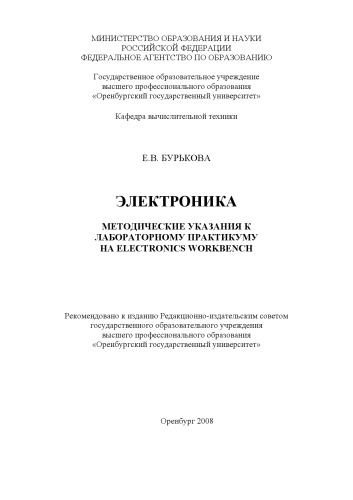 МИНИСТЕРСТВО ОБРАЗОВАНИЯ И НАУКИ
РОССИЙСКОЙ ФЕДЕРАЦИИ
ФЕДЕРАЛЬНОЕ АГЕНТСТВО ПО ОБРАЗОВАНИЮ
Государственное образовательное учреждение
высшего профессионального образования
«Оренбургский государственный университет»
Кафедра вычислительной техники
Е.В. БУРЬКОВА
ЭЛЕКТРОНИКА
МЕТОДИЧЕСКИЕ УКАЗАНИЯ К
ЛАБОРАТОРНОМУ ПРАКТИКУМУ
НА ELECTRONICS WORKBENCH
Рекомендовано к изданию Редакционно-издательским советом
государственного образовательного учреждения
высшего профессионального образования
«Оренбургский государственный университет»
Оренбург 2008